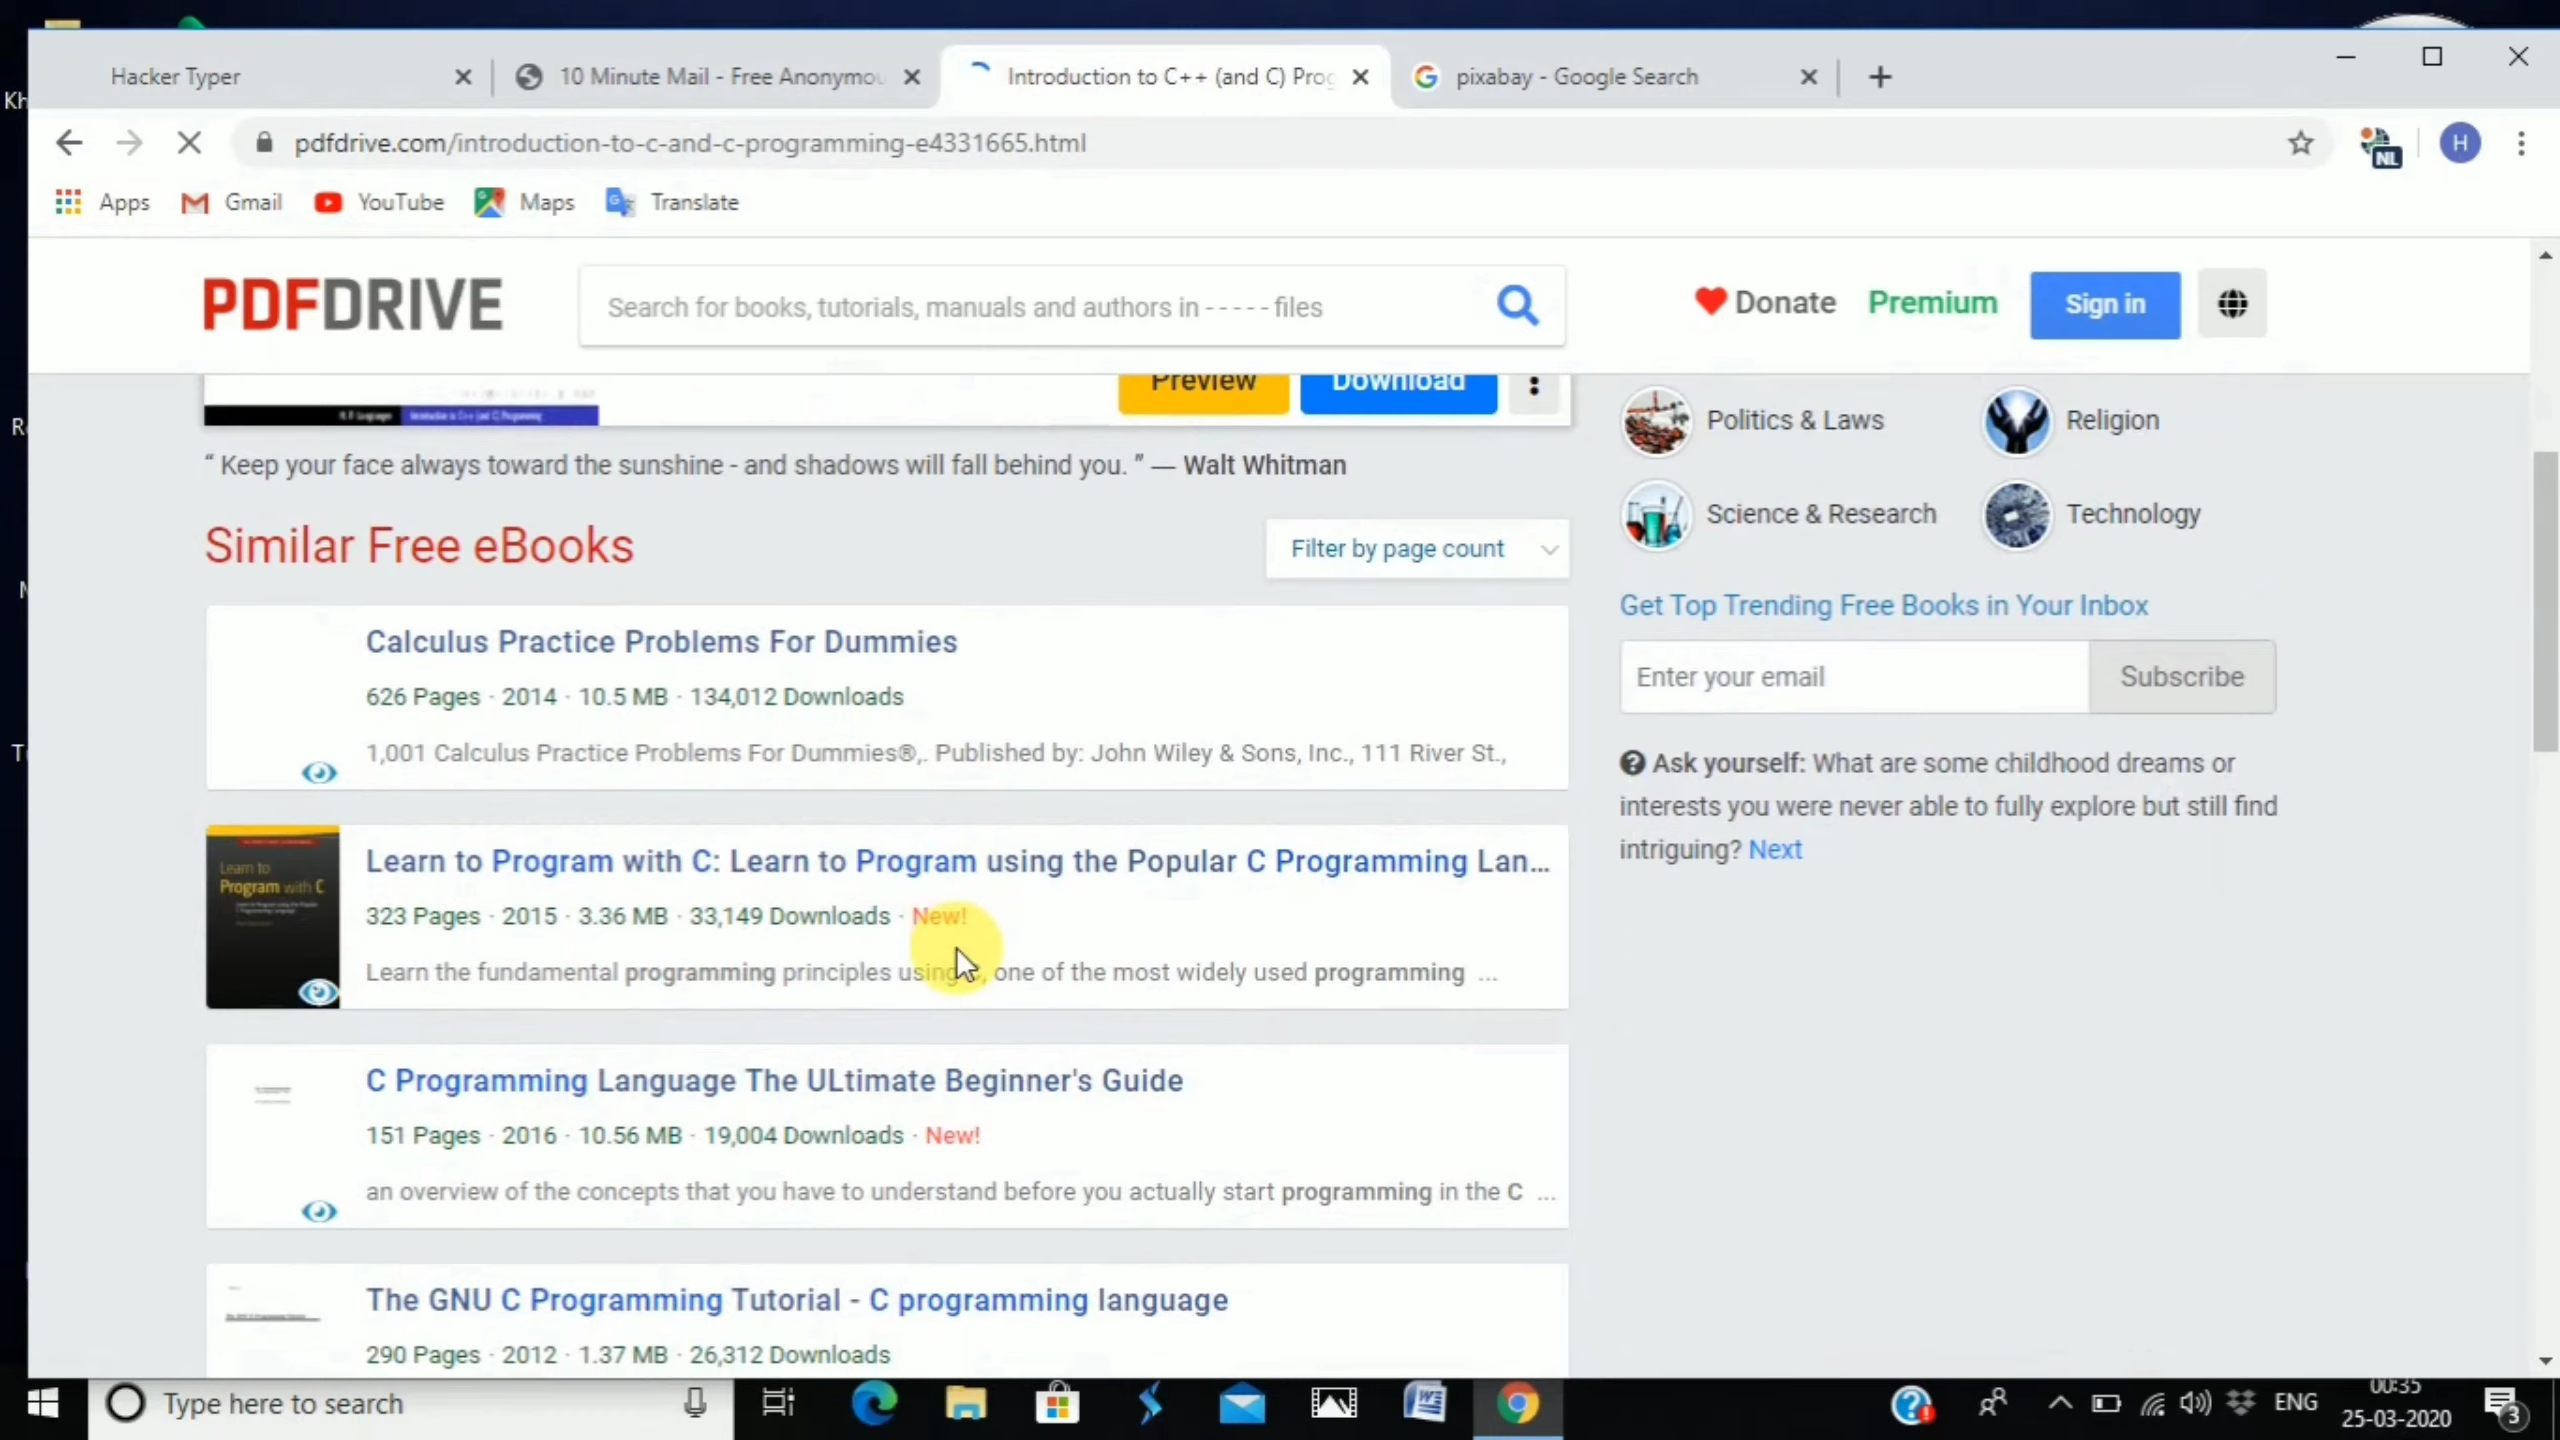 Hacker Typer
10 Minute Mail - Free Anonymou
Introduction to C++ (and C) Prog
pixabay - Google Search
pdfdrive.com/introduction-to-c-and-c-programming-e4331665.html
NL
H
Apps
Gmail
YouTube
Maps
Translate
PDFDRIVE
Search for books, tutorials, manuals and authors in ----- files
Donate
Premium
Sign in
Preview
Download
Introduction to C++ (and C) Programming
“ Keep your face always toward the sunshine - and shadows will fall behind you. ” — Walt Whitman
Similar Free eBooks
Filter by page count
Calculus Practice Problems For Dummies
626 Pages · 2014 · 10.5 MB · 134,012 Downloads
1,001 Calculus Practice Problems For Dummies®,. Published by: John Wiley & Sons, Inc., 111 River St.,
Learn to
Program with C
Learn to Program with C: Learn to Program using the Popular C Programming Lan...
323 Pages · 2015 · 3.36 MB · 33,149 Downloads · New!
Learn the fundamental programming principles using C, one of the most widely used programming ...
C Programming Language The ULtimate Beginner's Guide
151 Pages · 2016 · 10.56 MB · 19,004 Downloads · New!
an overview of the concepts that you have to understand before you actually start programming in the C ...
The GNU C Programming Tutorial - C programming language
290 Pages · 2012 · 1.37 MB · 26,312 Downloads
Politics & Laws
Religion
Science & Research
Technology
Get Top Trending Free Books in Your Inbox
Enter your email
Subscribe
Ask yourself: What are some childhood dreams or
interests you were never able to fully explore but still find
intriguing? Next
Type here to search
ENG
00:35
25-03-2020
3